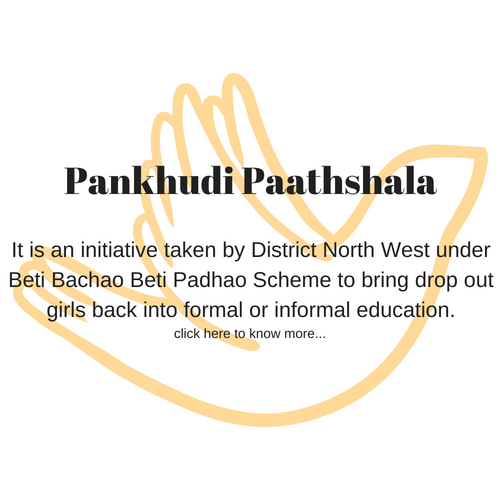 Pankhudi Paathshala
It is an initiative taken by District North West under
Beti Bachao Beti Padhao Scheme to bring drop out
girls back into formal or informal education.
click here to know more...